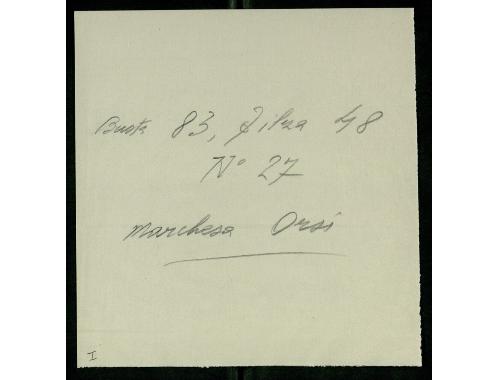 Busta 83, Filza 48
N° 27
Marchesa Orsi
I